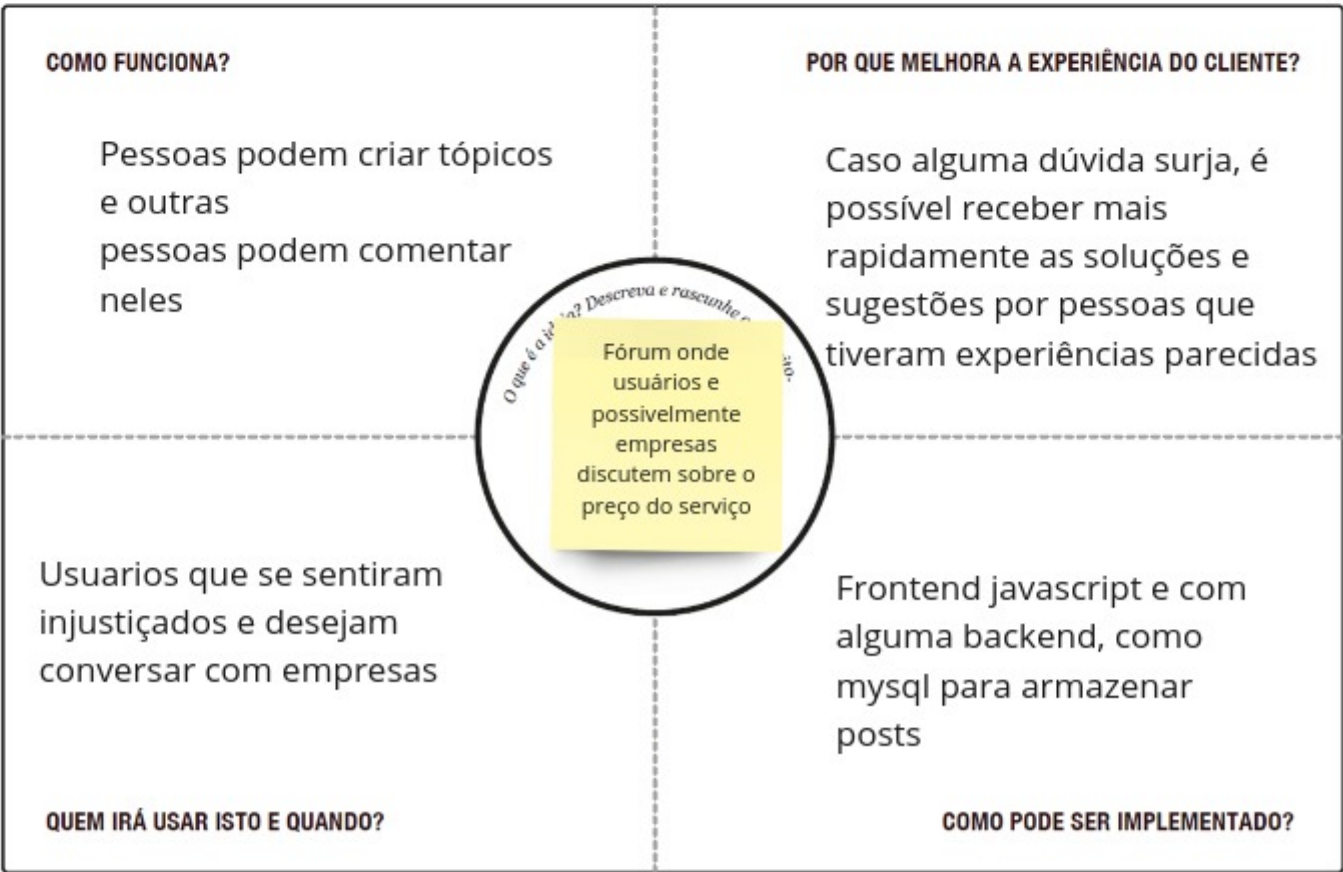 COMO FUNCIONA?
Pessoas podem criar tópicos
e outras
pessoas podem comentar
neles
POR QUE MELHORA A EXPERIÊNCIA DO CLIENTE?
Caso alguma dúvida surja, é
possível receber mais
rapidamente as soluções e
sugestões por pessoas que
tiveram experiências parecidas
O que é a Descreva e rascunhe
Fórum onde
usuários e
possivelmente
empresas
discutem sobre o
preço do serviço
Usuarios que se sentiram
injustiçados e desejam
conversar com empresas
QUEM IRÁ USAR ISTO E QUANDO?
Frontend javascript e com
alguma backend, como
mysql para armazenar
posts
COMO PODE SER IMPLEMENTADO?